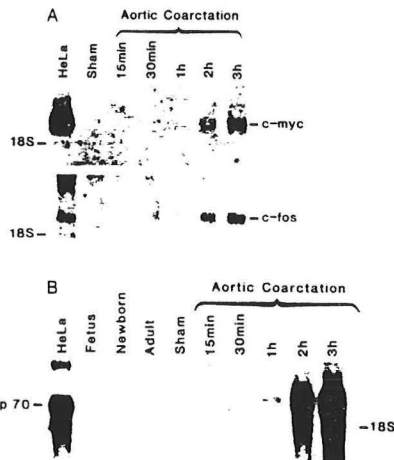 A
Aortic Coarctation
HeLa Sham 15min 30min 1h 2h 3h
c-myc
18S
c-fos
18S
B
Aortic Coarctation
HeLa Fetus Newborn Adult Sham 15min 30min 1h 2h 3h
p 70
18S